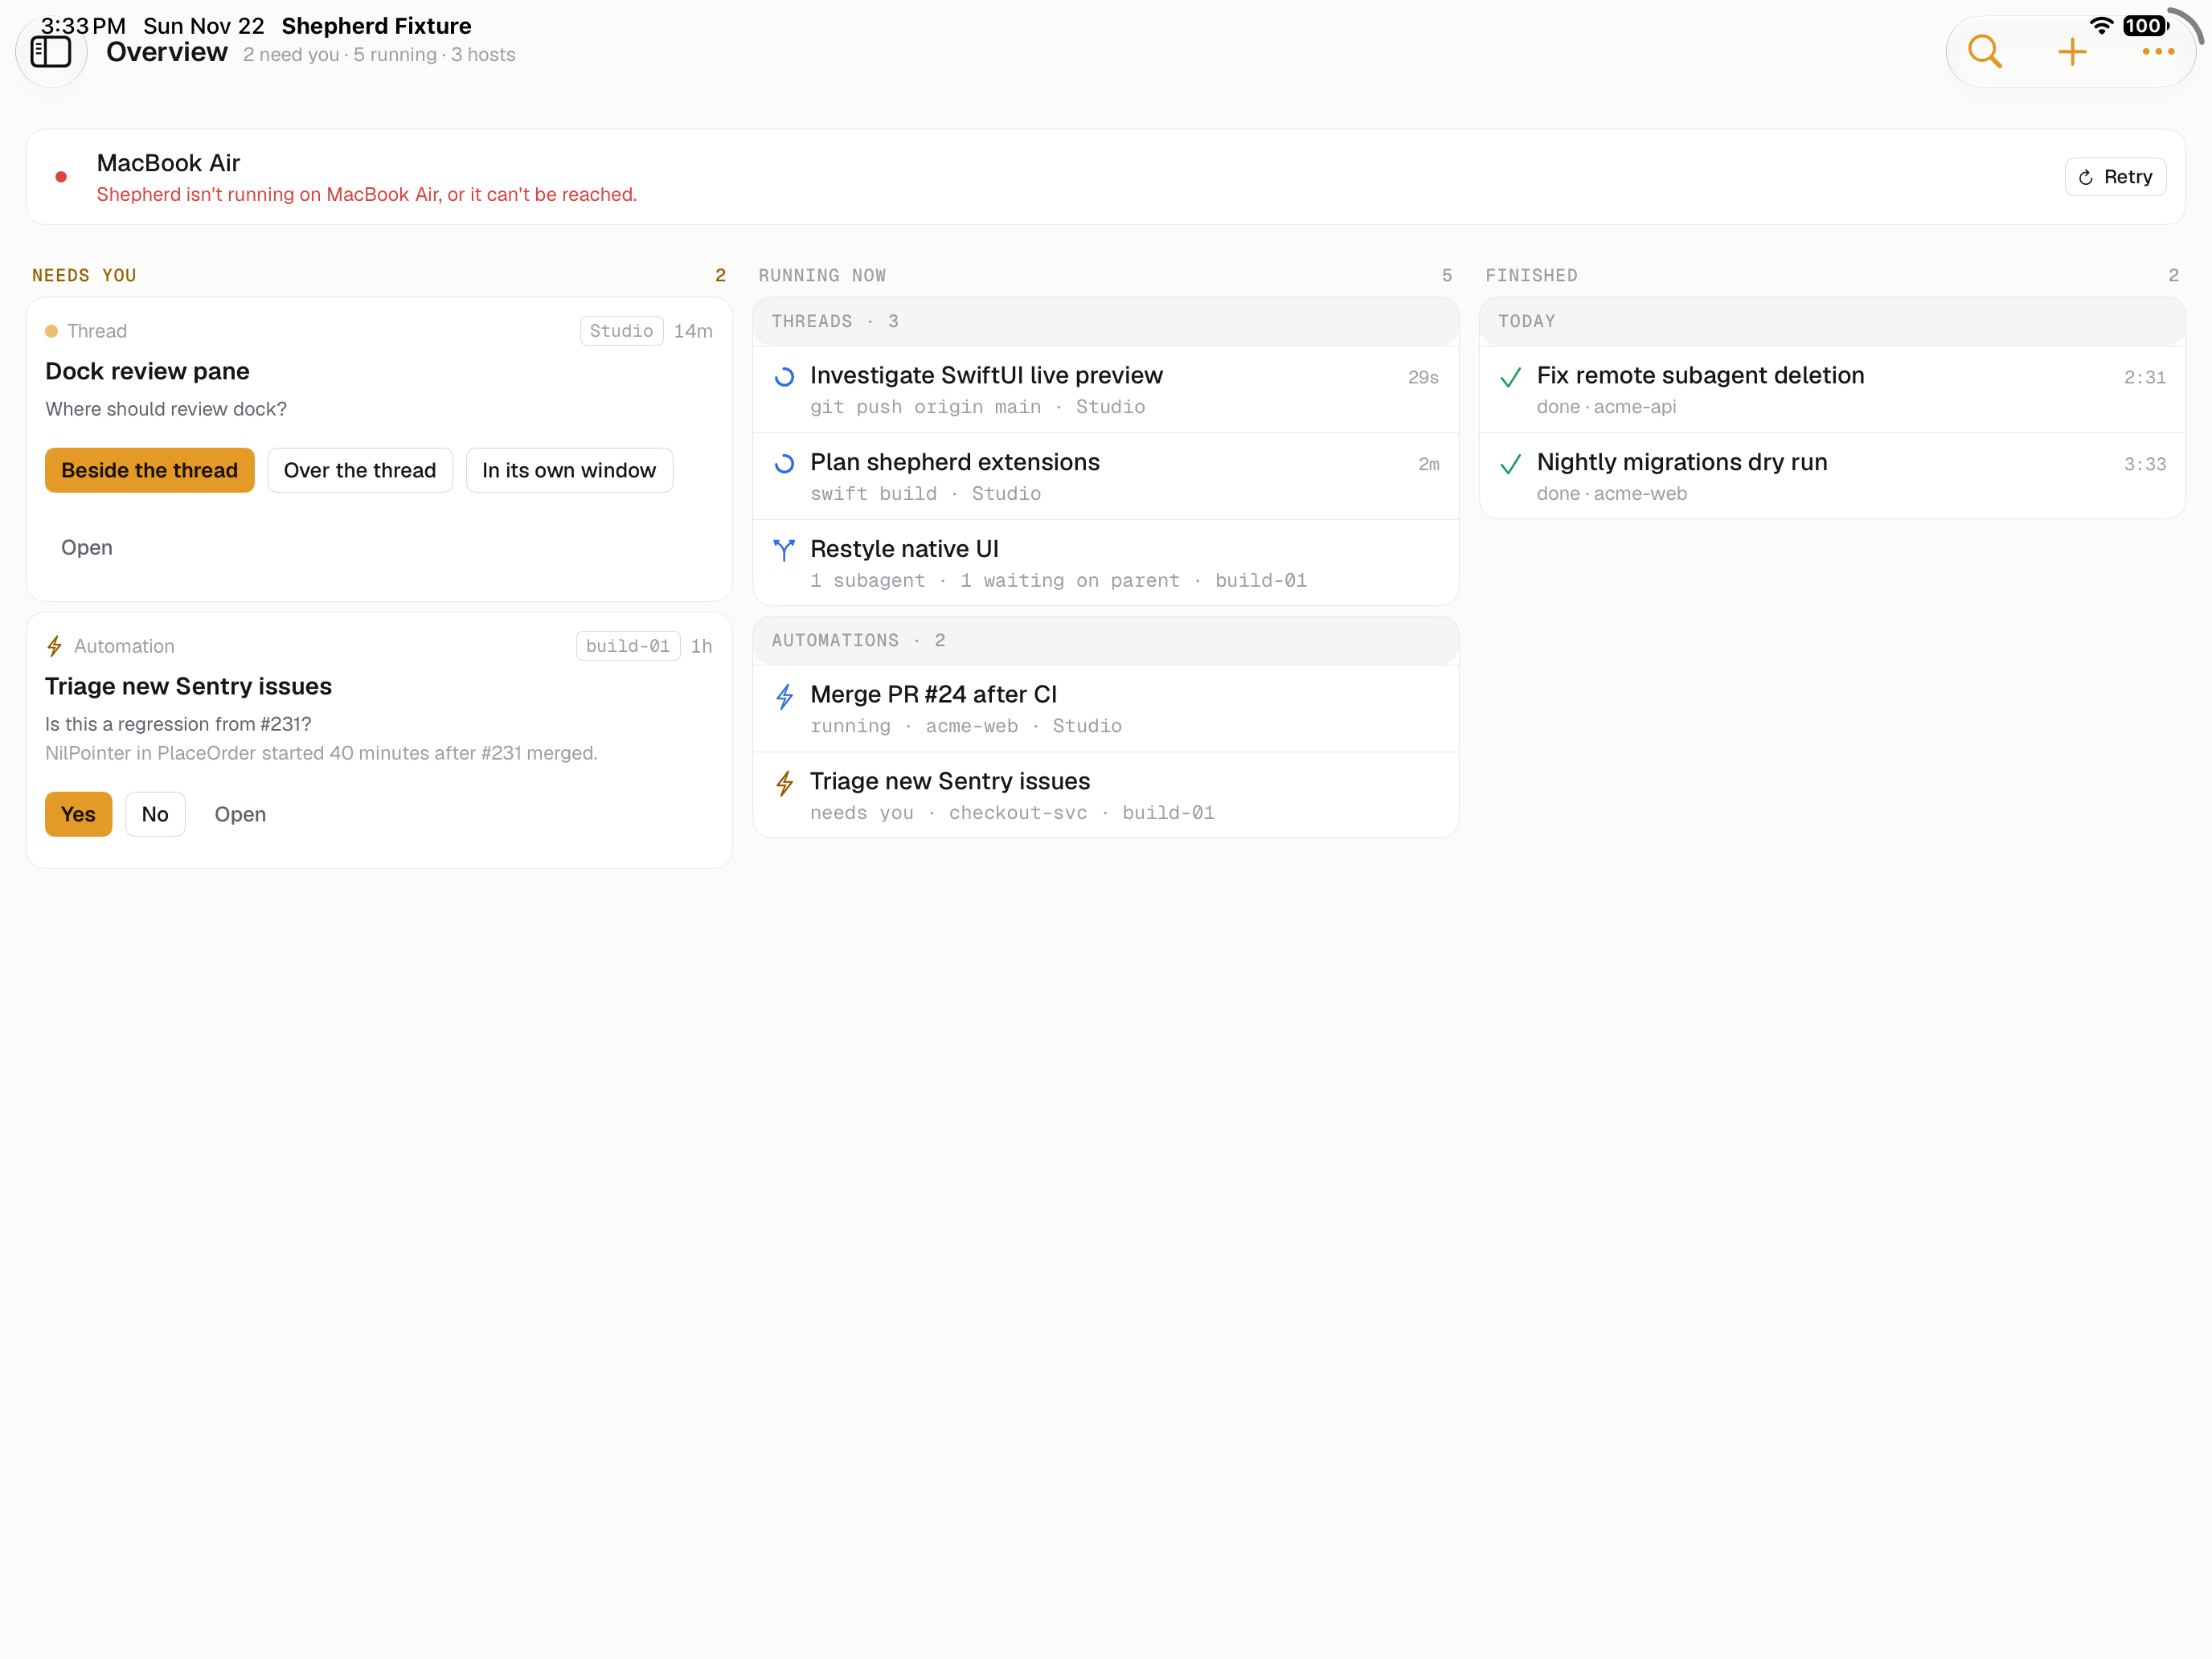 3:33 PM Sun Nov 22 Shepherd Fixture
100
Overview 2 need you · 5 running · 3 hosts
MacBook Air
Shepherd isn't running on MacBook Air, or it can't be reached.
Retry
NEEDS YOU 2
Thread Studio 14m
Dock review pane
Where should review dock?
Beside the thread Over the thread In its own window
Open
Automation build-01 1h
Triage new Sentry issues
Is this a regression from #231?
NilPointer in PlaceOrder started 40 minutes after #231 merged.
Yes No Open
RUNNING NOW 5
THREADS · 3
Investigate SwiftUI live preview 29s
git push origin main · Studio
Plan shepherd extensions 2m
swift build · Studio
Restyle native UI
1 subagent · 1 waiting on parent · build-01
AUTOMATIONS · 2
Merge PR #24 after CI
running · acme-web · Studio
Triage new Sentry issues
needs you · checkout-svc · build-01
FINISHED 2
TODAY
Fix remote subagent deletion 2:31
done · acme-api
Nightly migrations dry run 3:33
done · acme-web